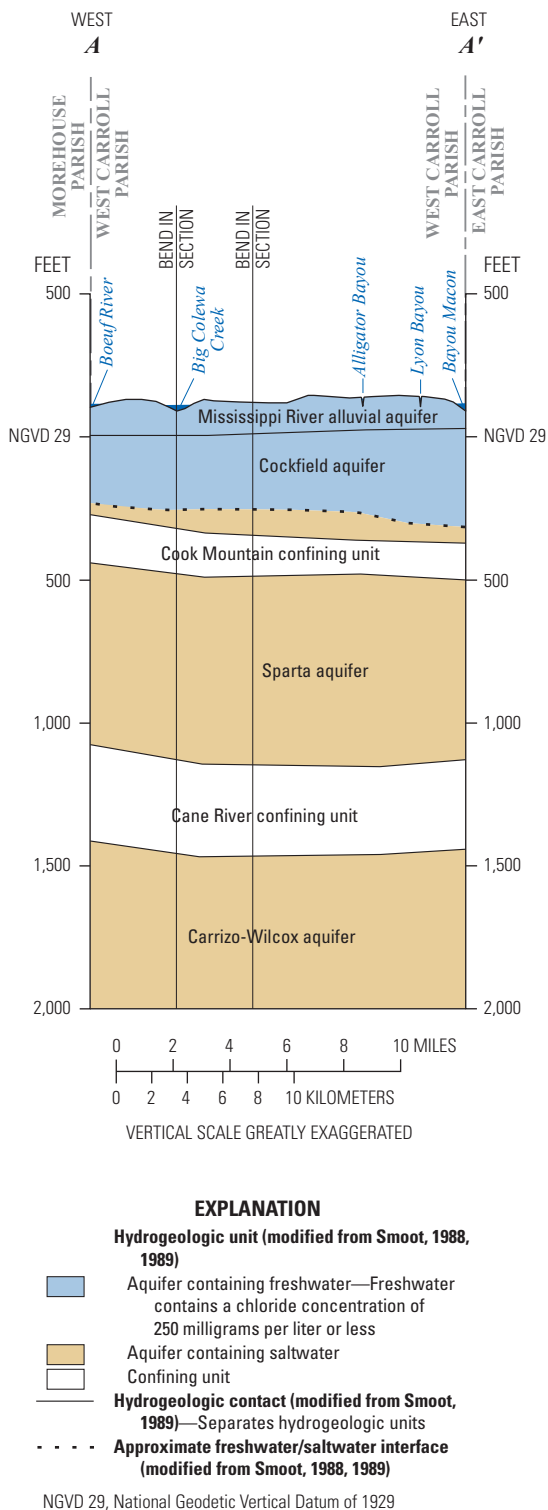 WEST
A
EAST
A'
MOREHOUSE
PARISH
WEST CARROLL
PARISH
WEST CARROLL
PARISH
EAST CARROLL
PARISH
BEND IN
SECTION
BEND IN
SECTION
FEET
FEET
500
500
Boeuf River
Big Colewa
Creek
Alligator Bayou
Lyon Bayou
Bayou Macon
Mississippi River alluvial aquifer
NGVD 29
NGVD 29
Cockfield aquifer
Cook Mountain confining unit
500
500
Sparta aquifer
1,000
1,000
Cane River confining unit
1,500
1,500
Carrizo-Wilcox aquifer
2,000
2,000
0 2 4 6 8 10 MILES
0 2 4 6 8 10 KILOMETERS
VERTICAL SCALE GREATLY EXAGGERATED
EXPLANATION
Hydrogeologic unit (modified from Smoot, 1988,
1989)
Aquifer containing freshwater—Freshwater
contains a chloride concentration of
250 milligrams per liter or less
Aquifer containing saltwater
Confining unit
Hydrogeologic contact (modified from Smoot,
1989)—Separates hydrogeologic units
Approximate freshwater/saltwater interface
(modified from Smoot, 1988, 1989)
NGVD 29, National Geodetic Vertical Datum of 1929